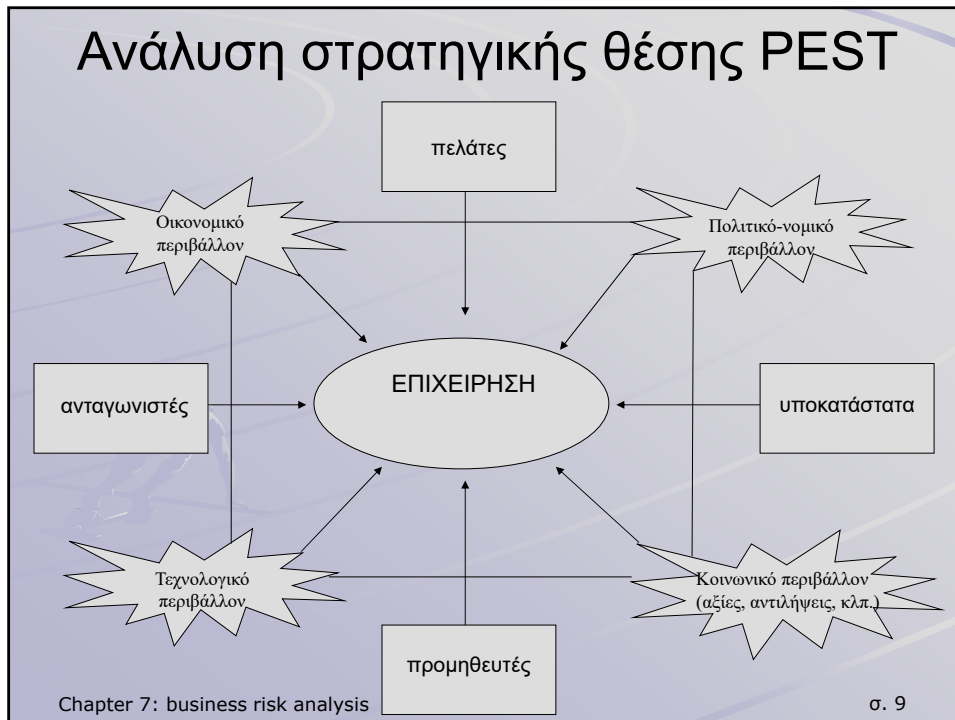 Ανάλυση στρατηγικής θέσης PEST
πελάτες
Οικονομικό
περιβάλλον
Πολιτικό-νομικό
περιβάλλον
ΕΠΙΧΕΙΡΗΣΗ
ανταγωνιστές
υποκατάστατα
Τεχνολογικό
περιβάλλον
Κοινωνικό περιβάλλον
(αξίες, αντιλήψεις, κλπ.)
προμηθευτές
Chapter 7: business risk analysis
σ. 9